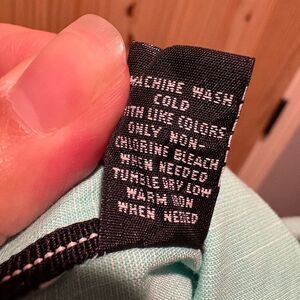 MACHINE WASH
COLD
WITH LIKE COLORS
ONLY NON-
CHLORINE BLEACH
WHEN NEEDED
TUMBLE DRY LOW
WARM IRON
WHEN NEEDED